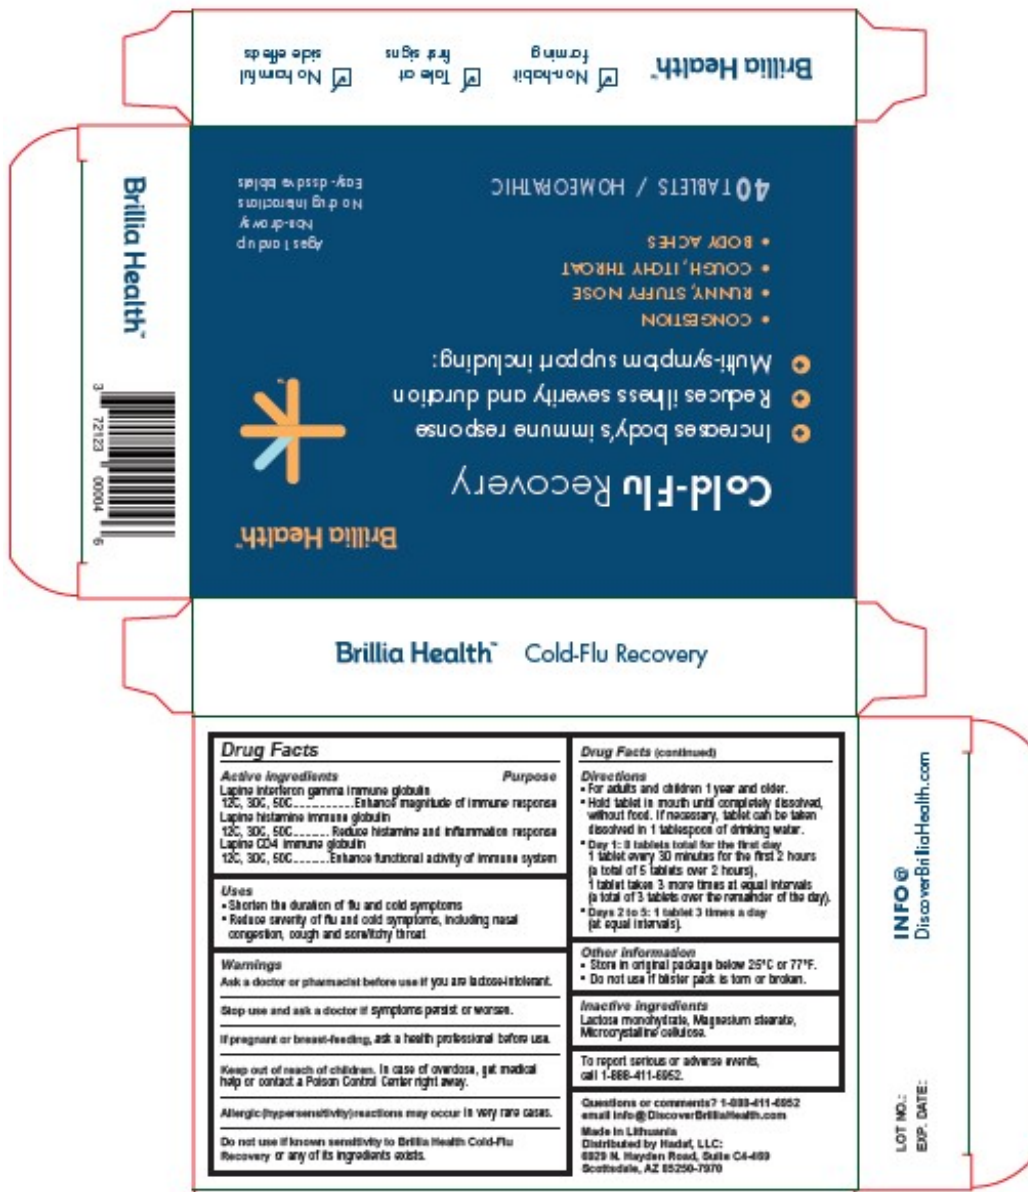 Brillia Health™
Non-habit
forming
Take at
first signs
No harmful
side effects
Brillia Health™
Cold-Flu Recovery
Increases body's immune response
Reduces illness severity and duration
Multi-symptom support including:
• CONGESTION
• RUNNY, STUFFY NOSE
• COUGH, ITCHY THROAT
• BODY ACHES
40 TABLETS / HOMEOPATHIC
Ages 1 and up
Non-drowsy
No drug interactions
Easy-dissolve tablets
Brillia Health™
3 72123 00004 6
Brillia Health™ Cold-Flu Recovery
Drug Facts
Active ingredients Purpose
Lapine interferon gamma immune globulin
12C, 30C, 50C............Enhance magnitude of immune response
Lapine histamine immune globulin
12C, 30C, 50C.......Reduce histamine and inflammation response
Lapine CD4 immune globulin
12C, 30C, 50C.......Enhance functional activity of immune system
Uses
• Shorten the duration of flu and cold symptoms
• Reduce severity of flu and cold symptoms, including nasal
congestion, cough and sore/itchy throat
Warnings
Ask a doctor or pharmacist before use if you are lactose-intolerant.
Stop use and ask a doctor if symptoms persist or worsen.
If pregnant or breast-feeding, ask a health professional before use.
Keep out of reach of children. In case of overdose, get medical
help or contact a Poison Control Center right away.
Allergic (hypersensitivity) reactions may occur in very rare cases.
Do not use if known sensitivity to Brillia Health Cold-Flu
Recovery or any of its ingredients exists.
Drug Facts (continued)
Directions
• For adults and children 1 year and older.
• Hold tablet in mouth until completely dissolved,
without food. If necessary, tablet can be taken
dissolved in 1 tablespoon of drinking water.
• Day 1: 8 tablets total for the first day
1 tablet every 30 minutes for the first 2 hours
(a total of 5 tablets over 2 hours),
1 tablet taken 3 more times at equal intervals
(a total of 3 tablets over the remainder of the day).
• Days 2 to 5: 1 tablet 3 times a day
(at equal intervals).
Other information
• Store in original package below 25°C or 77°F.
• Do not use if blister pack is torn or broken.
Inactive ingredients
Lactose monohydrate, Magnesium stearate,
Microcrystalline cellulose.
To report serious or adverse events,
call 1-888-411-6952.
Questions or comments? 1-888-411-6952
email info@DiscoverBrilliaHealth.com
Made in Lithuania
Distributed by Hadaf, LLC:
6929 N. Hayden Road, Suite C4-469
Scottsdale, AZ 85250-7970
INFO@
DiscoverBrilliaHealth.com
LOT NO.:
EXP. DATE: